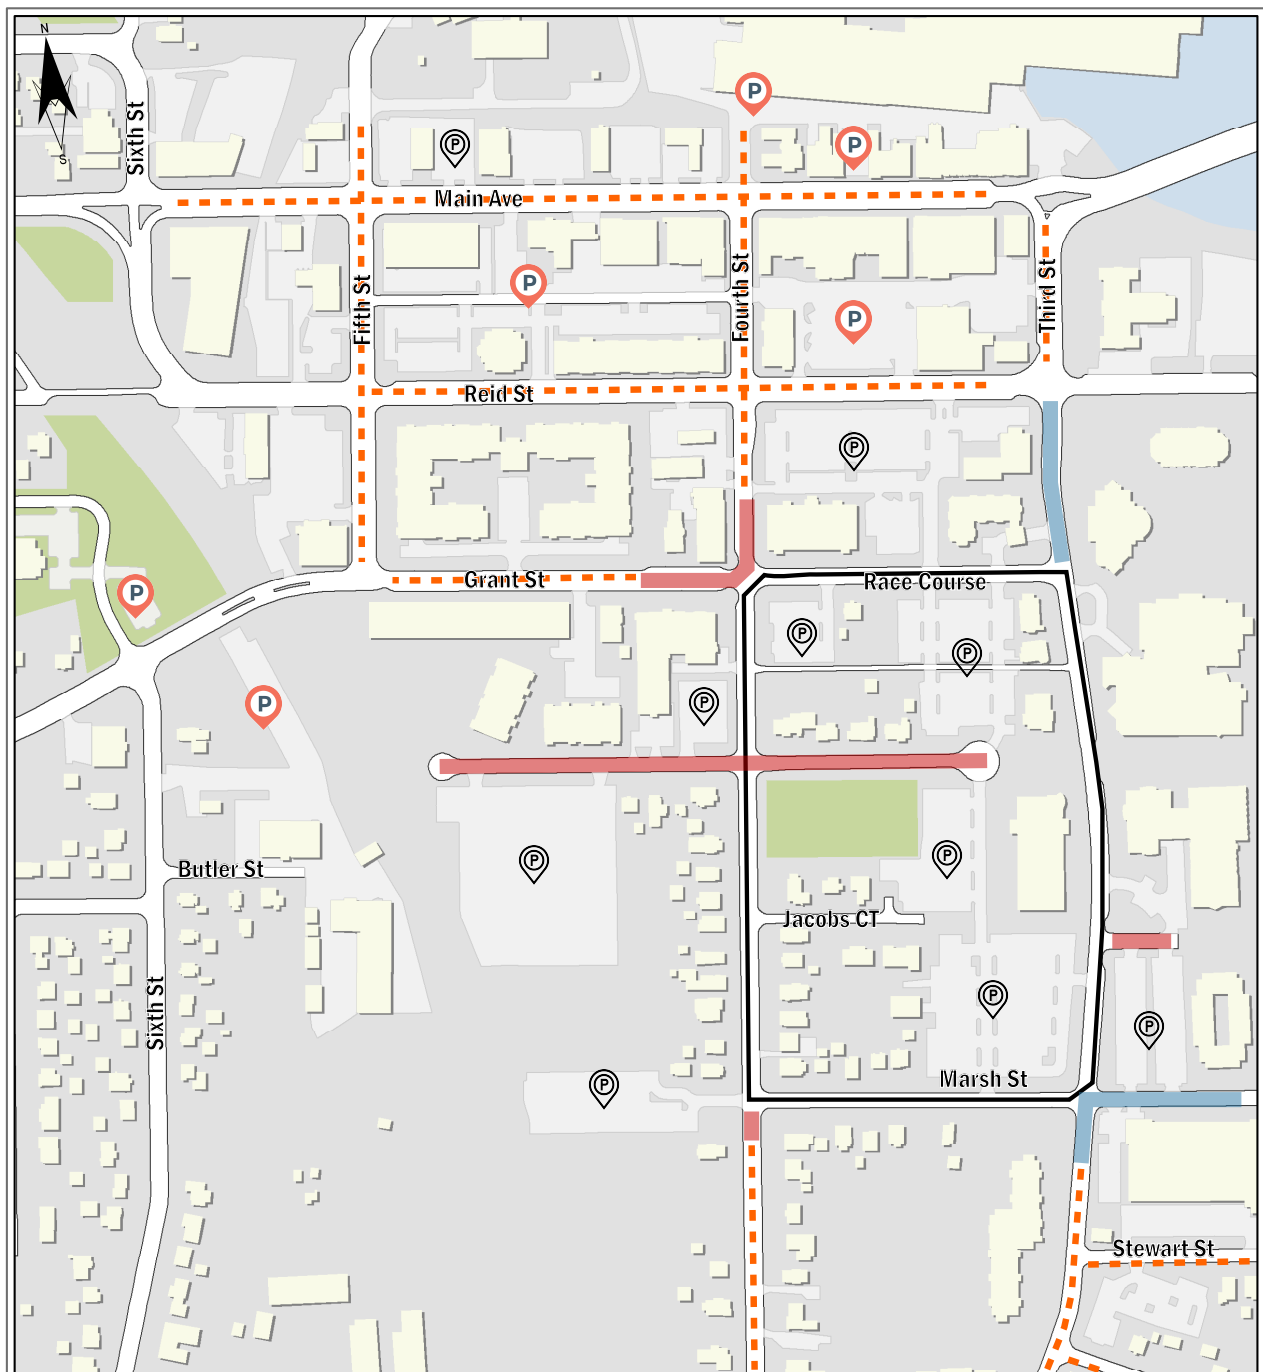 N
S
Sixth St
P
P
P
Main Ave
Fifth St
Fourth St
Third St
P
P
Reid St
P
Grant St
Race Course
P
P
P
P
P
P
P
Butler St
Jacobs CT
Sixth St
P
P
Marsh St
P
Stewart St